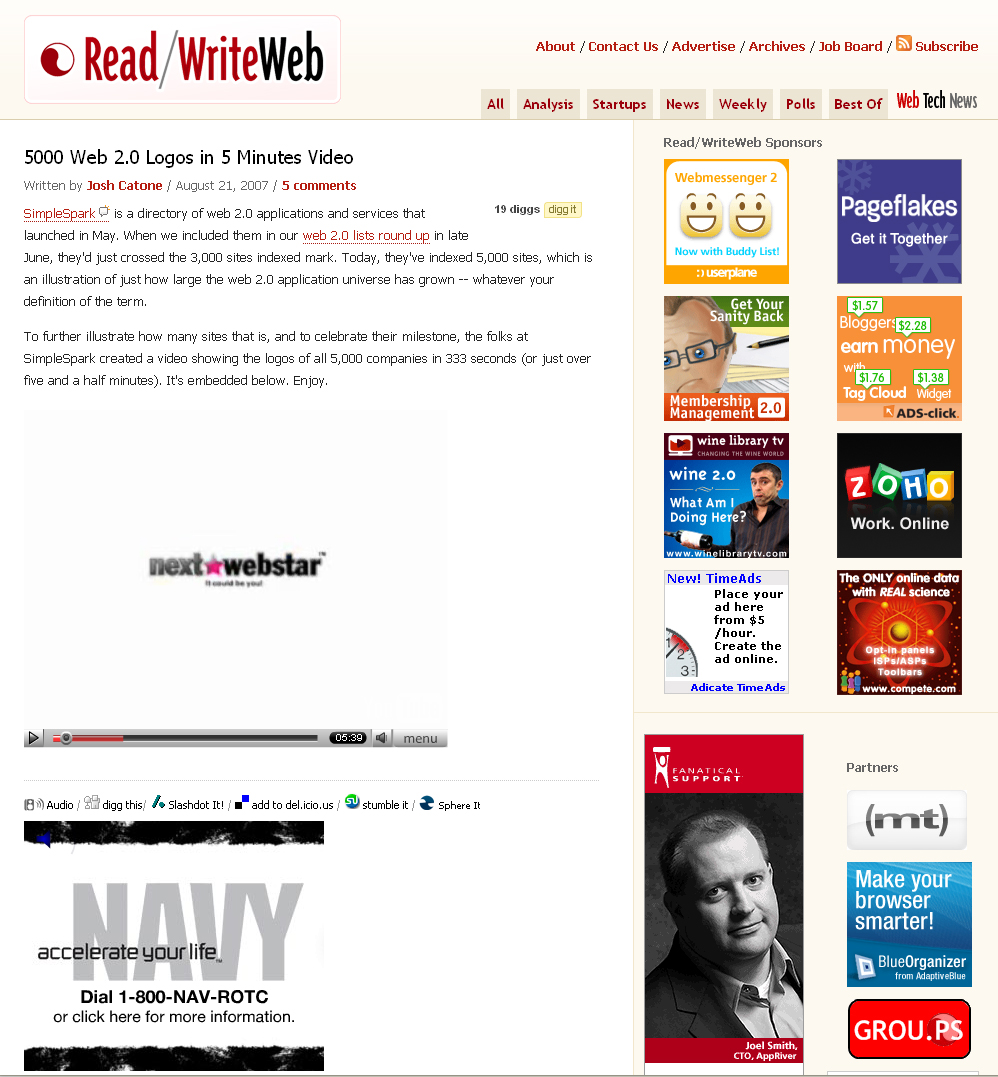 Read/WriteWeb
About / Contact Us / Advertise / Archives / Job Board / Subscribe
All Analysis Startups News Weekly Polls Best Of Web Tech News
5000 Web 2.0 Logos in 5 Minutes Video
Written by Josh Catone / August 21, 2007 / 5 comments
19 diggs digg it
SimpleSpark is a directory of web 2.0 applications and services that
launched in May. When we included them in our web 2.0 lists round up in late
June, they'd just crossed the 3,000 sites indexed mark. Today, they've indexed 5,000 sites, which is
an illustration of just how large the web 2.0 application universe has grown -- whatever your
definition of the term.
To further illustrate how many sites that is, and to celebrate their milestone, the folks at
SimpleSpark created a video showing the logos of all 5,000 companies in 333 seconds (or just over
five and a half minutes). It's embedded below. Enjoy.
next webstar™
It could be you!
05:39 menu
Audio / digg this/ Slashdot It! / add to del.icio.us / stumble it / Sphere It
NAVY
accelerate your life™
Dial 1-800-NAV-ROTC
or click here for more information.
Read/WriteWeb Sponsors
Webmessenger 2
Now with Buddy List!
userplane
Pageflakes
Get it Together
Get Your
Sanity Back
Membership
Management 2.0
$1.57
Bloggers $2.28
earn money
with
$1.76 $1.38
Tag Cloud Widget
ADS-click.
wine library tv
CHANGING THE WINE WORLD
wine 2.0
What Am I
Doing Here?
www.winelibrarytv.com
ZOHO
Work. Online
New! TimeAds
Place your
ad here
from $5
/hour.
Create the
ad online.
1
2
3
Adicate TimeAds
The ONLY online data
with REAL science
Opt-in panels
ISPs/ASPs
Toolbars
www.compete.com
FANATICAL
SUPPORT
Joel Smith,
CTO, AppRiver
Partners
(mt)
Make your
browser
smarter!
BlueOrganizer
from AdaptiveBlue
GROU.PS